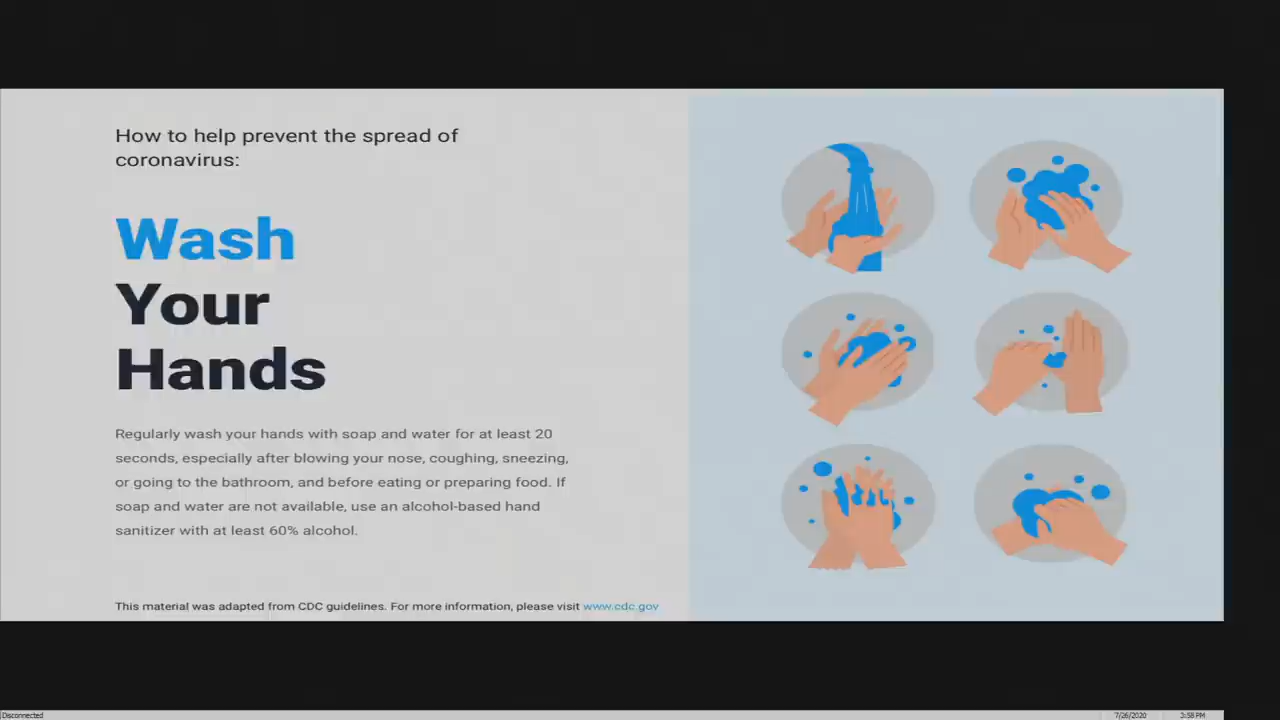 How to help prevent the spread of
coronavirus:
Wash
Your
Hands
Regularly wash your hands with soap and water for at least 20
seconds, especially after blowing your nose, coughing, sneezing,
or going to the bathroom, and before eating or preparing food. If
soap and water are not available, use an alcohol-based hand
sanitizer with at least 60% alcohol.
This material was adapted from CDC guidelines. For more information, please visit www.cdc.gov
Disconnected 7/26/2020 3:58 PM